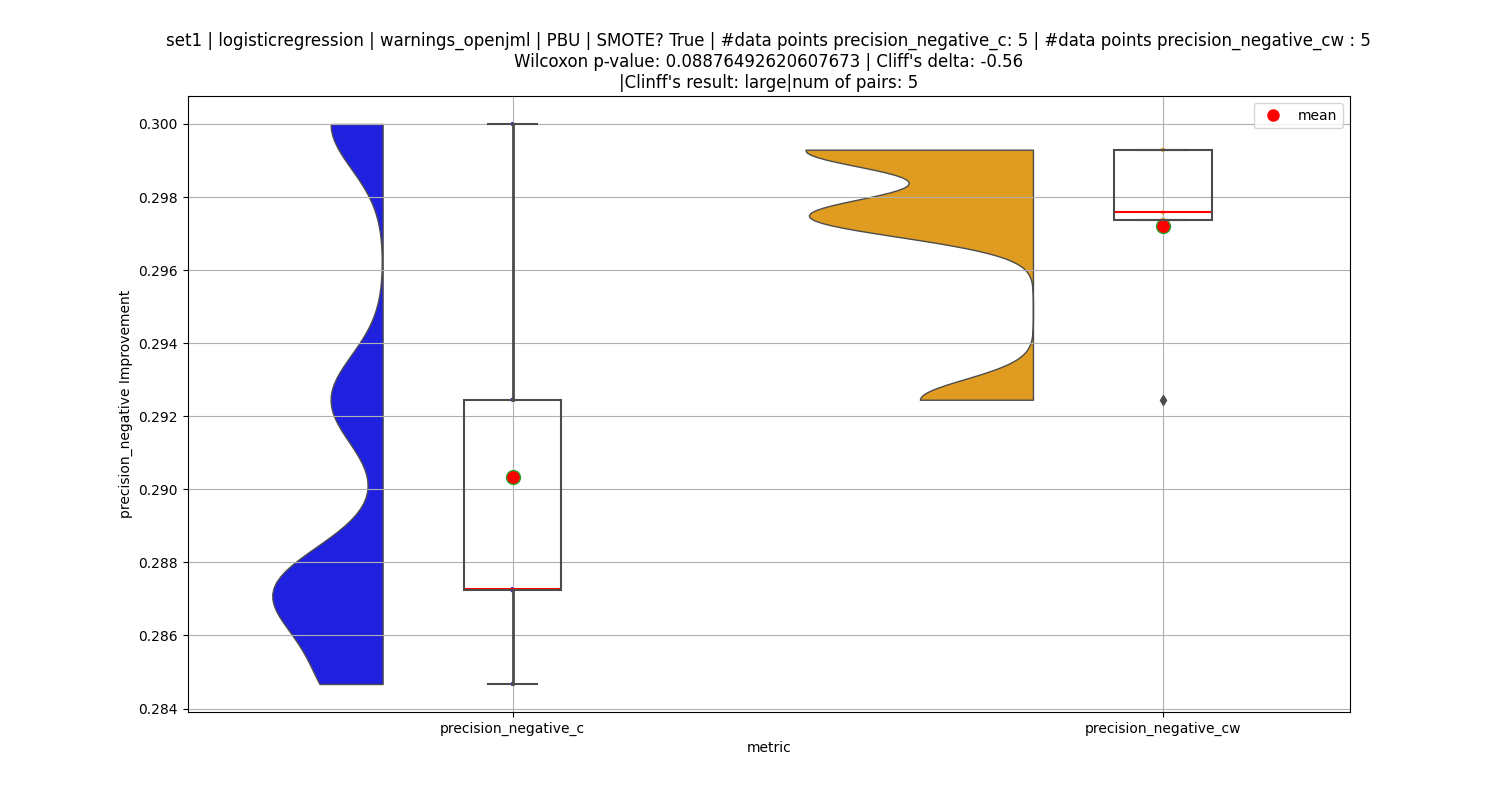 set1 | logisticregression | warnings_openjml | PBU | SMOTE? True | #data points precision_negative_c: 5 | #data points precision_negative_cw : 5
Wilcoxon p-value: 0.08876492620607673 | Cliff's delta: -0.56
|Clinff's result: large|num of pairs: 5
mean
0.300
0.298
0.296
0.294
0.292
0.290
0.288
0.286
0.284
precision_negative Improvement
precision_negative_c
precision_negative_cw
metric